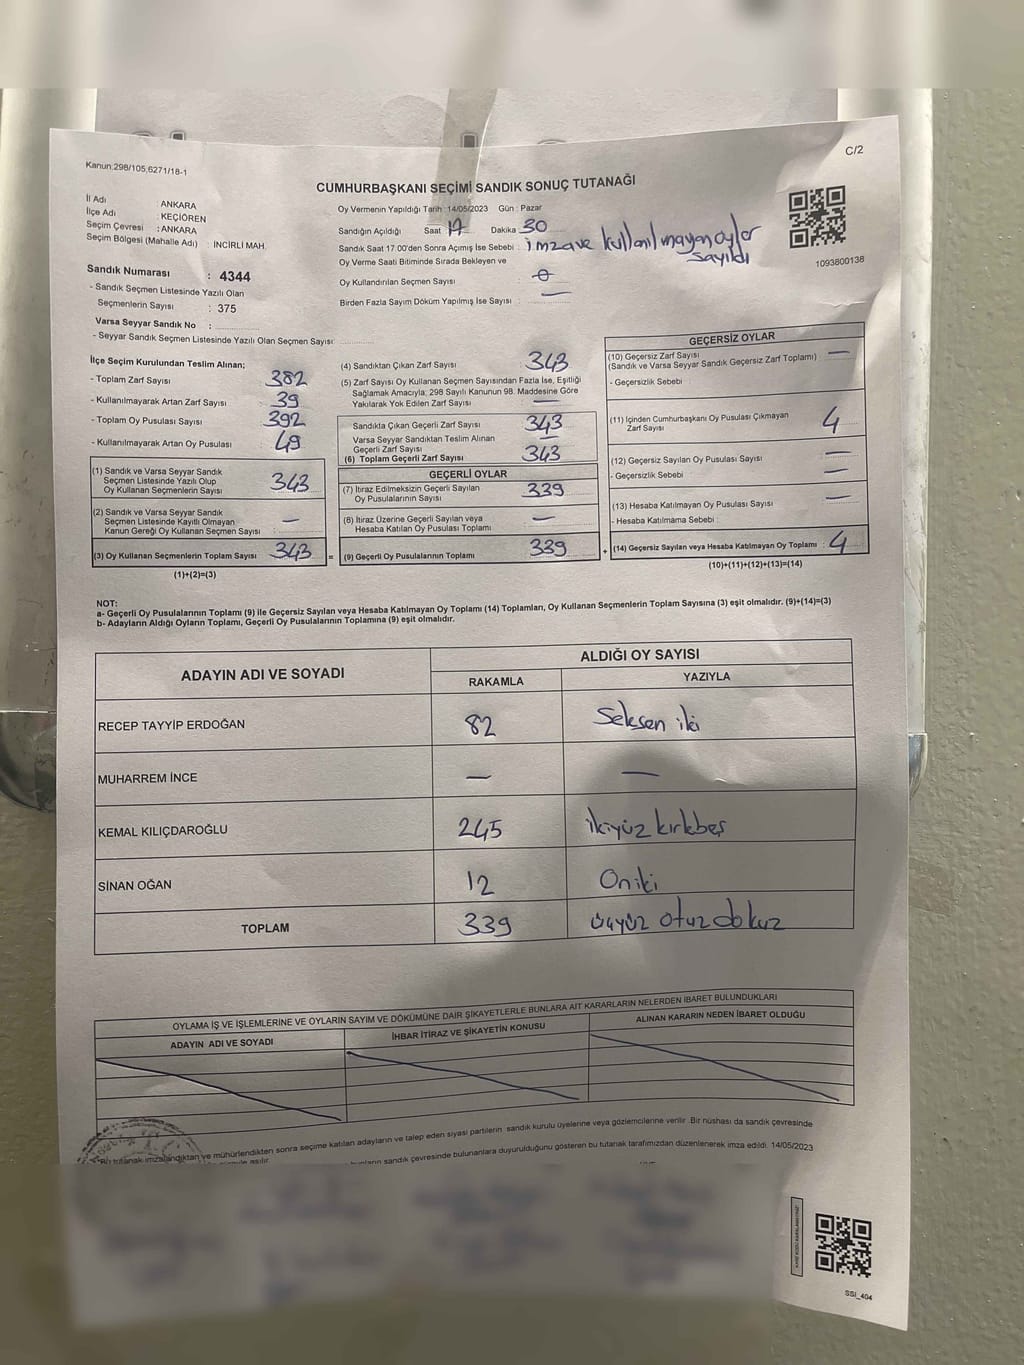 Kanun:298/105,6271/18-1
C/2
CUMHURBAŞKANI SEÇİMİ SANDIK SONUÇ TUTANAĞI
İl Adı : ANKARA
İlçe Adı : KEÇİÖREN
Seçim Çevresi : ANKARA
Seçim Bölgesi (Mahalle Adı) : INCİRLİ MAH.
Sandık Numarası : 4344
- Sandık Seçmen Listesinde Yazılı Olan
Seçmenlerin Sayısı : 375
Varsa Seyyar Sandık No :
- Seyyar Sandık Seçmen Listesinde Yazılı Olan Seçmen Sayısı:
Oy Vermenin Yapıldığı Tarih : 14/05/2023 Gün : Pazar
Sandığın Açıldığı Saat 17 Dakika 30
Sandık Saat 17.00'den Sonra Açımış İse Sebebi : imza ve kullanılmayan oylar
sayıldı
Oy Verme Saati Bitiminde Sırada Bekleyen ve
Oy Kullandırılan Seçmen Sayısı : 0
Birden Fazla Sayım Döküm Yapılmış İse Sayısı : —
1093800138
İlçe Seçim Kurulundan Teslim Alınan;
- Toplam Zarf Sayısı 382
- Kullanılmayarak Artan Zarf Sayısı 39
- Toplam Oy Pusulası Sayısı 392
- Kullanılmayarak Artan Oy Pusulası 49
(1) Sandık ve Varsa Seyyar Sandık
Seçmen Listesinde Yazılı Olup
Oy Kullanan Seçmenlerin Sayısı 343
(2) Sandık ve Varsa Seyyar Sandık
Seçmen Listesinde Kayıtlı Olmayan
Kanun Gereği Oy Kullanan Seçmen Sayısı —
(3) Oy Kullanan Seçmenlerin Toplam Sayısı 343 =
(1)+(2)=(3)
(4) Sandıktan Çıkan Zarf Sayısı 343
(5) Zarf Sayısı Oy Kullanan Seçmen Sayısından Fazla İse, Eşitliği
Sağlamak Amacıyla, 298 Sayılı Kanunun 98. Maddesine Göre
Yakılarak Yok Edilen Zarf Sayısı —
Sandıkta Çıkan Geçerli Zarf Sayısı 343
Varsa Seyyar Sandıktan Teslim Alınan
Geçerli Zarf Sayısı —
(6) Toplam Geçerli Zarf Sayısı 343
GEÇERLİ OYLAR
(7) İtiraz Edilmeksizin Geçerli Sayılan
Oy Pusulalarının Sayısı 339
(8) İtiraz Üzerine Geçerli Sayılan veya
Hesaba Katılan Oy Pusulası Toplamı —
(9) Geçerli Oy Pusulalarının Toplamı 339 +
GEÇERSİZ OYLAR
(10) Geçersiz Zarf Sayısı —
(Sandık ve Varsa Seyyar Sandık Geçersiz Zarf Toplamı)
- Geçersizlik Sebebi
(11) İçinden Cumhurbaşkanı Oy Pusulası Çıkmayan
Zarf Sayısı 4
(12) Geçersiz Sayılan Oy Pusulası Sayısı —
- Geçersizlik Sebebi —
(13) Hesaba Katılmayan Oy Pusulası Sayısı —
- Hesaba Katılmama Sebebi
(14) Geçersiz Sayılan veya Hesaba Katılmayan Oy Toplamı : 4
(10)+(11)+(12)+(13)=(14)
NOT:
a- Geçerli Oy Pusulalarının Toplamı (9) ile Geçersiz Sayılan veya Hesaba Katılmayan Oy Toplamı (14) Toplamları, Oy Kullanan Seçmenlerin Toplam Sayısına (3) eşit olmalıdır. (9)+(14)=(3)
b- Adayların Aldığı Oyların Toplamı, Geçerli Oy Pusulalarının Toplamına (9) eşit olmalıdır.
ADAYIN ADI VE SOYADI
ALDIĞI OY SAYISI
RAKAMLA YAZIYLA
RECEP TAYYİP ERDOĞAN 82 Seksen iki
MUHARREM İNCE — —
KEMAL KILIÇDAROĞLU 245 ikiyüz kırkbeş
SİNAN OĞAN 12 Oniki
TOPLAM 339 üçyüz otuz dokuz
OYLAMA İŞ VE İŞLEMLERİNE VE OYLARIN SAYIM VE DÖKÜMÜNE DAİR ŞİKAYETLERLE BUNLARA AİT KARARLARIN NELERDEN İBARET BULUNDUKLARI
ADAYIN ADI VE SOYADI İHBAR İTİRAZ VE ŞİKAYETİN KONUSU ALINAN KARARIN NEDEN İBARET OLDUĞU
Bu tutanak imzalandıktan ve mühürlendikten sonra seçime katılan adayların ve talep eden siyasi partilerin sandık kurulu üyelerine veya gözlemcilerine verilir. Bir nüshası da sandık çevresinde
asılır. sandık çevresinde bulunanlara duyurulduğunu gösteren bu tutanak tarafımızdan düzenlenerek imza edildi. 14/05/2023
SSI_404